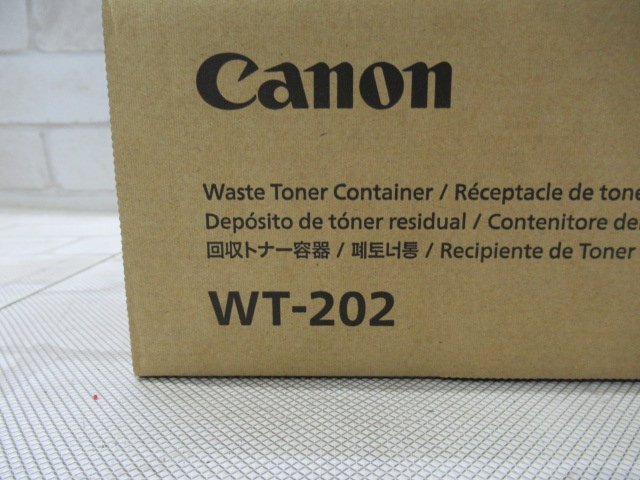 Canon
Waste Toner Container / Réceptacle de
Depósito de tóner residual / Contenitore
回収トナー容器 / 폐토너통 / Recipiente de Toner
WT-202